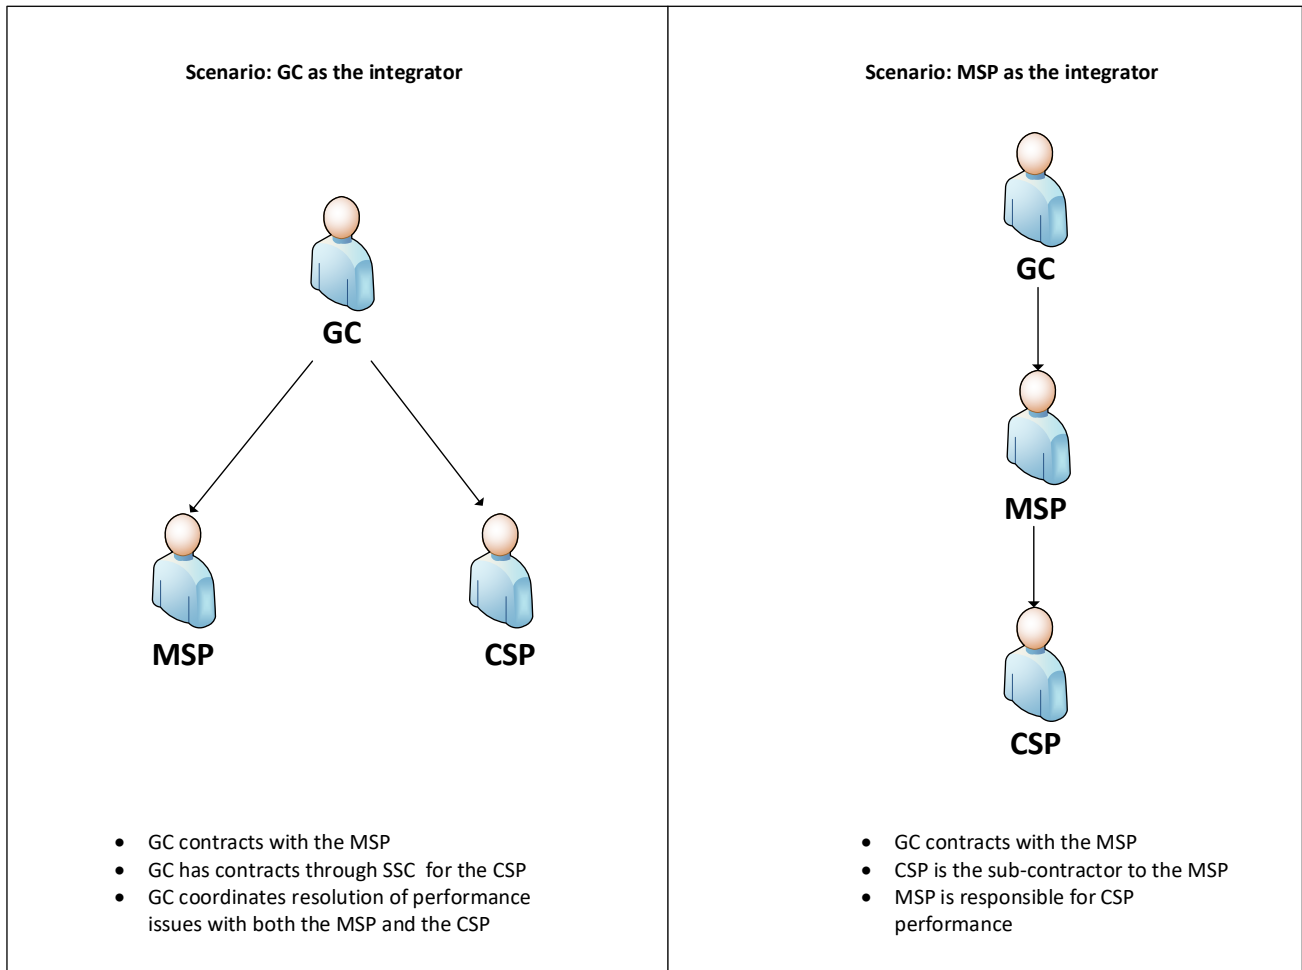 Scenario: GC as the integrator
GC
MSP
CSP
• GC contracts with the MSP
• GC has contracts through SSC for the CSP
• GC coordinates resolution of performance
issues with both the MSP and the CSP
Scenario: MSP as the integrator
GC
MSP
CSP
• GC contracts with the MSP
• CSP is the sub-contractor to the MSP
• MSP is responsible for CSP
performance